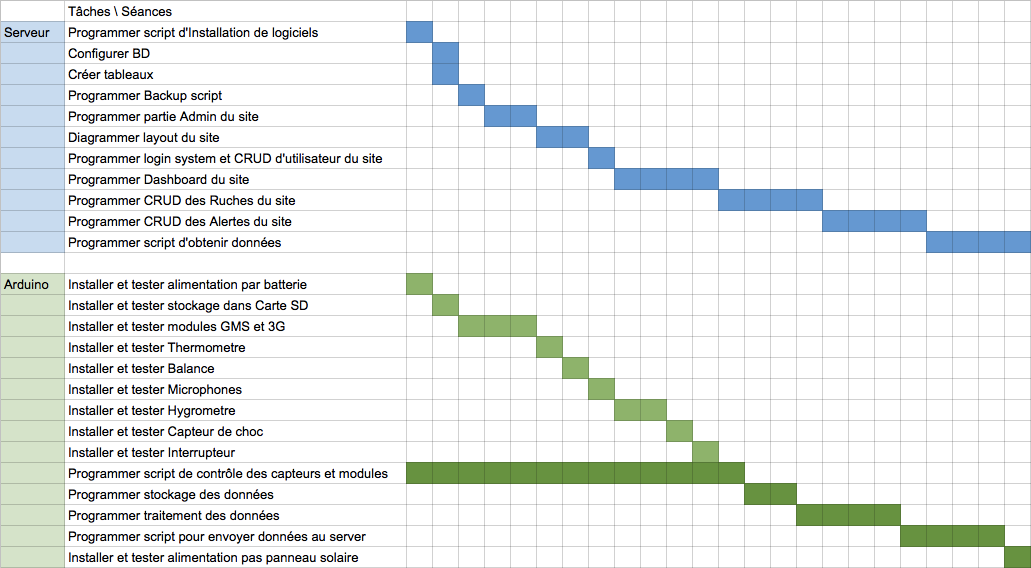 Tâches \ Séances
Serveur Programmer script d'Installation de logiciels
Configurer BD
Créer tableaux
Programmer Backup script
Programmer partie Admin du site
Diagrammer layout du site
Programmer login system et CRUD d'utilisateur du site
Programmer Dashboard du site
Programmer CRUD des Ruches du site
Programmer CRUD des Alertes du site
Programmer script d'obtenir données
Arduino Installer et tester alimentation par batterie
Installer et tester stockage dans Carte SD
Installer et tester modules GMS et 3G
Installer et tester Thermometre
Installer et tester Balance
Installer et tester Microphones
Installer et tester Hygrometre
Installer et tester Capteur de choc
Installer et tester Interrupteur
Programmer script de contrôle des capteurs et modules
Programmer stockage des données
Programmer traitement des données
Programmer script pour envoyer données au server
Installer et tester alimentation pas panneau solaire